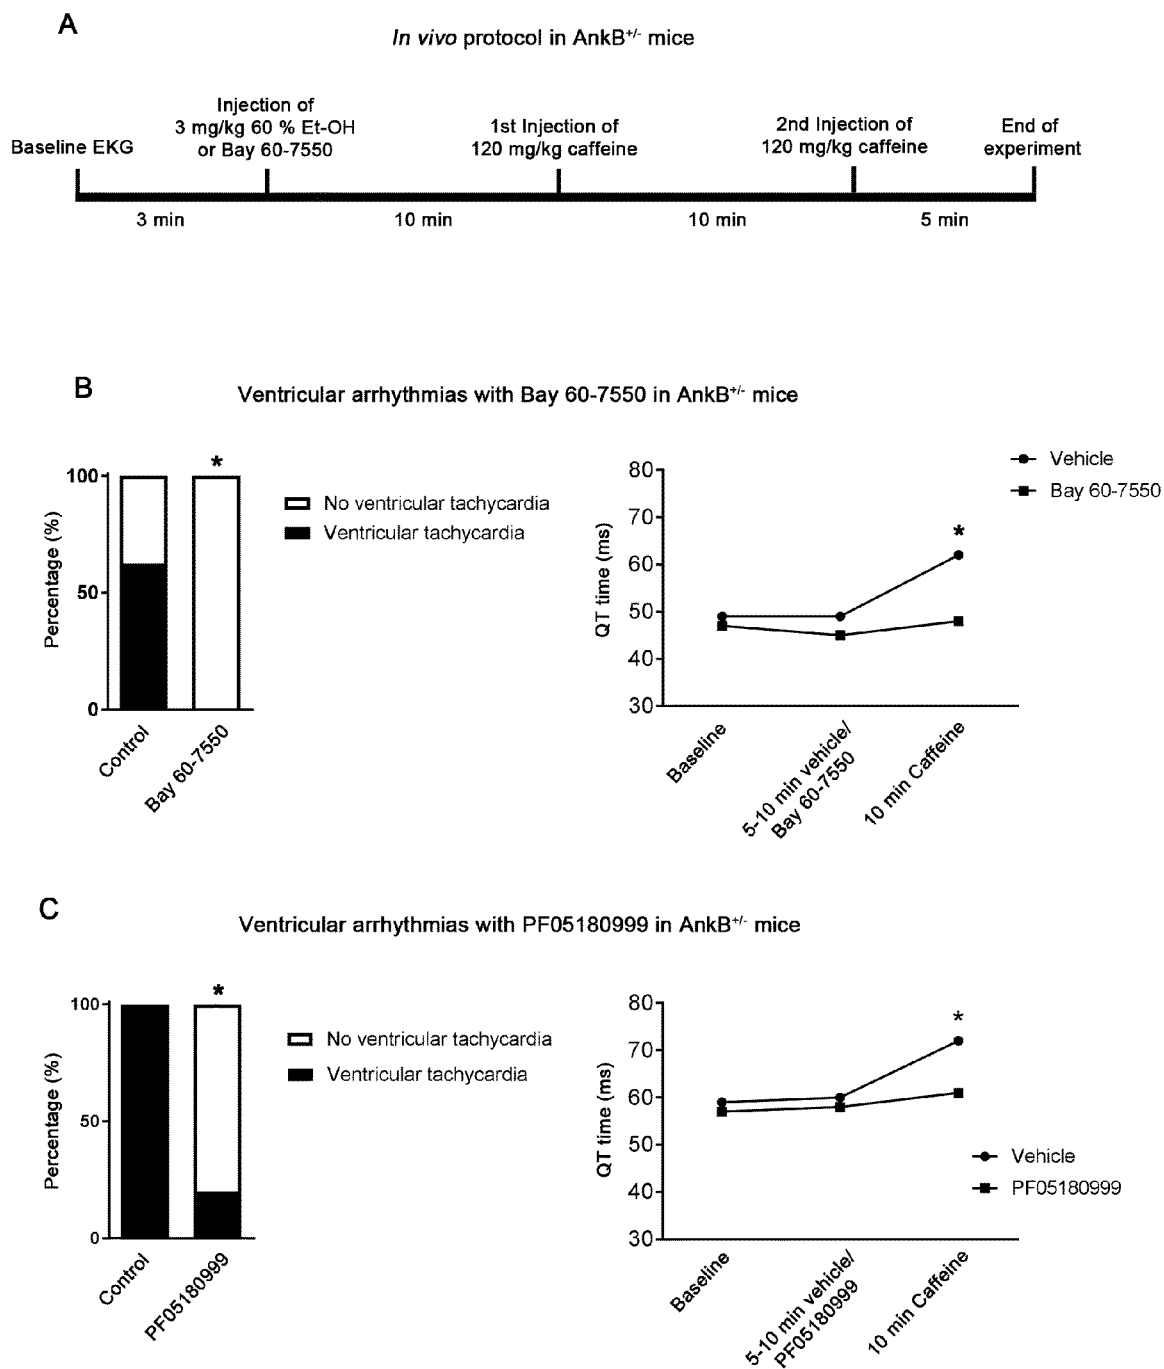 A
In vivo protocol in AnkB+/- mice
Baseline EKG
Injection of
3 mg/kg 60 % Et-OH
or Bay 60-7550
1st Injection of
120 mg/kg caffeine
2nd Injection of
120 mg/kg caffeine
End of
experiment
3 min
10 min
10 min
5 min
B
Ventricular arrhythmias with Bay 60-7550 in AnkB+/- mice
Percentage (%)
100
50
0
*
Control
Bay 60-7550
No ventricular tachycardia
Ventricular tachycardia
QT time (ms)
80
70
60
50
40
30
*
Baseline
5-10 min vehicle/
Bay 60-7550
10 min Caffeine
Vehicle
Bay 60-7550
C
Ventricular arrhythmias with PF05180999 in AnkB+/- mice
Percentage (%)
100
50
0
*
Control
PF05180999
No ventricular tachycardia
Ventricular tachycardia
QT time (ms)
80
70
60
50
40
30
*
Baseline
5-10 min vehicle/
PF05180999
10 min Caffeine
Vehicle
PF05180999